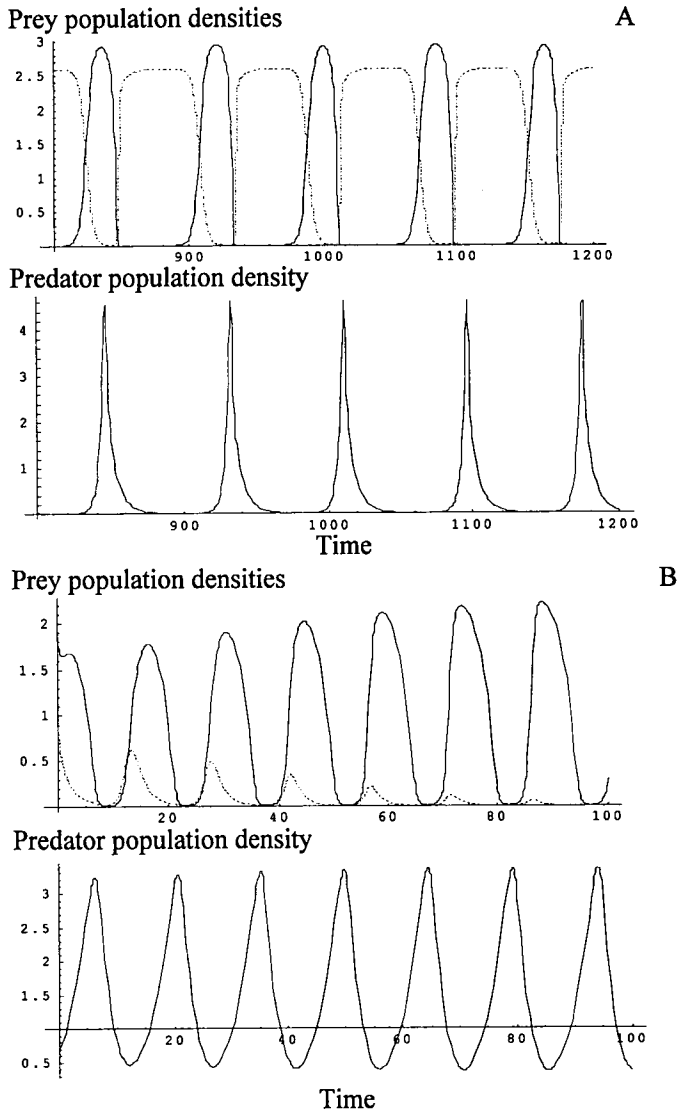 Prey population densities A
3
2.5
2
1.5
1
0.5
900 1000 1100 1200
Predator population density
4
3
2
1
900 1000 1100 1200
Time
Prey population densities B
2
1.5
1
0.5
20 40 60 80 100
Predator population density
3
2.5
2
1.5
0.5
20 40 60 80 100
Time